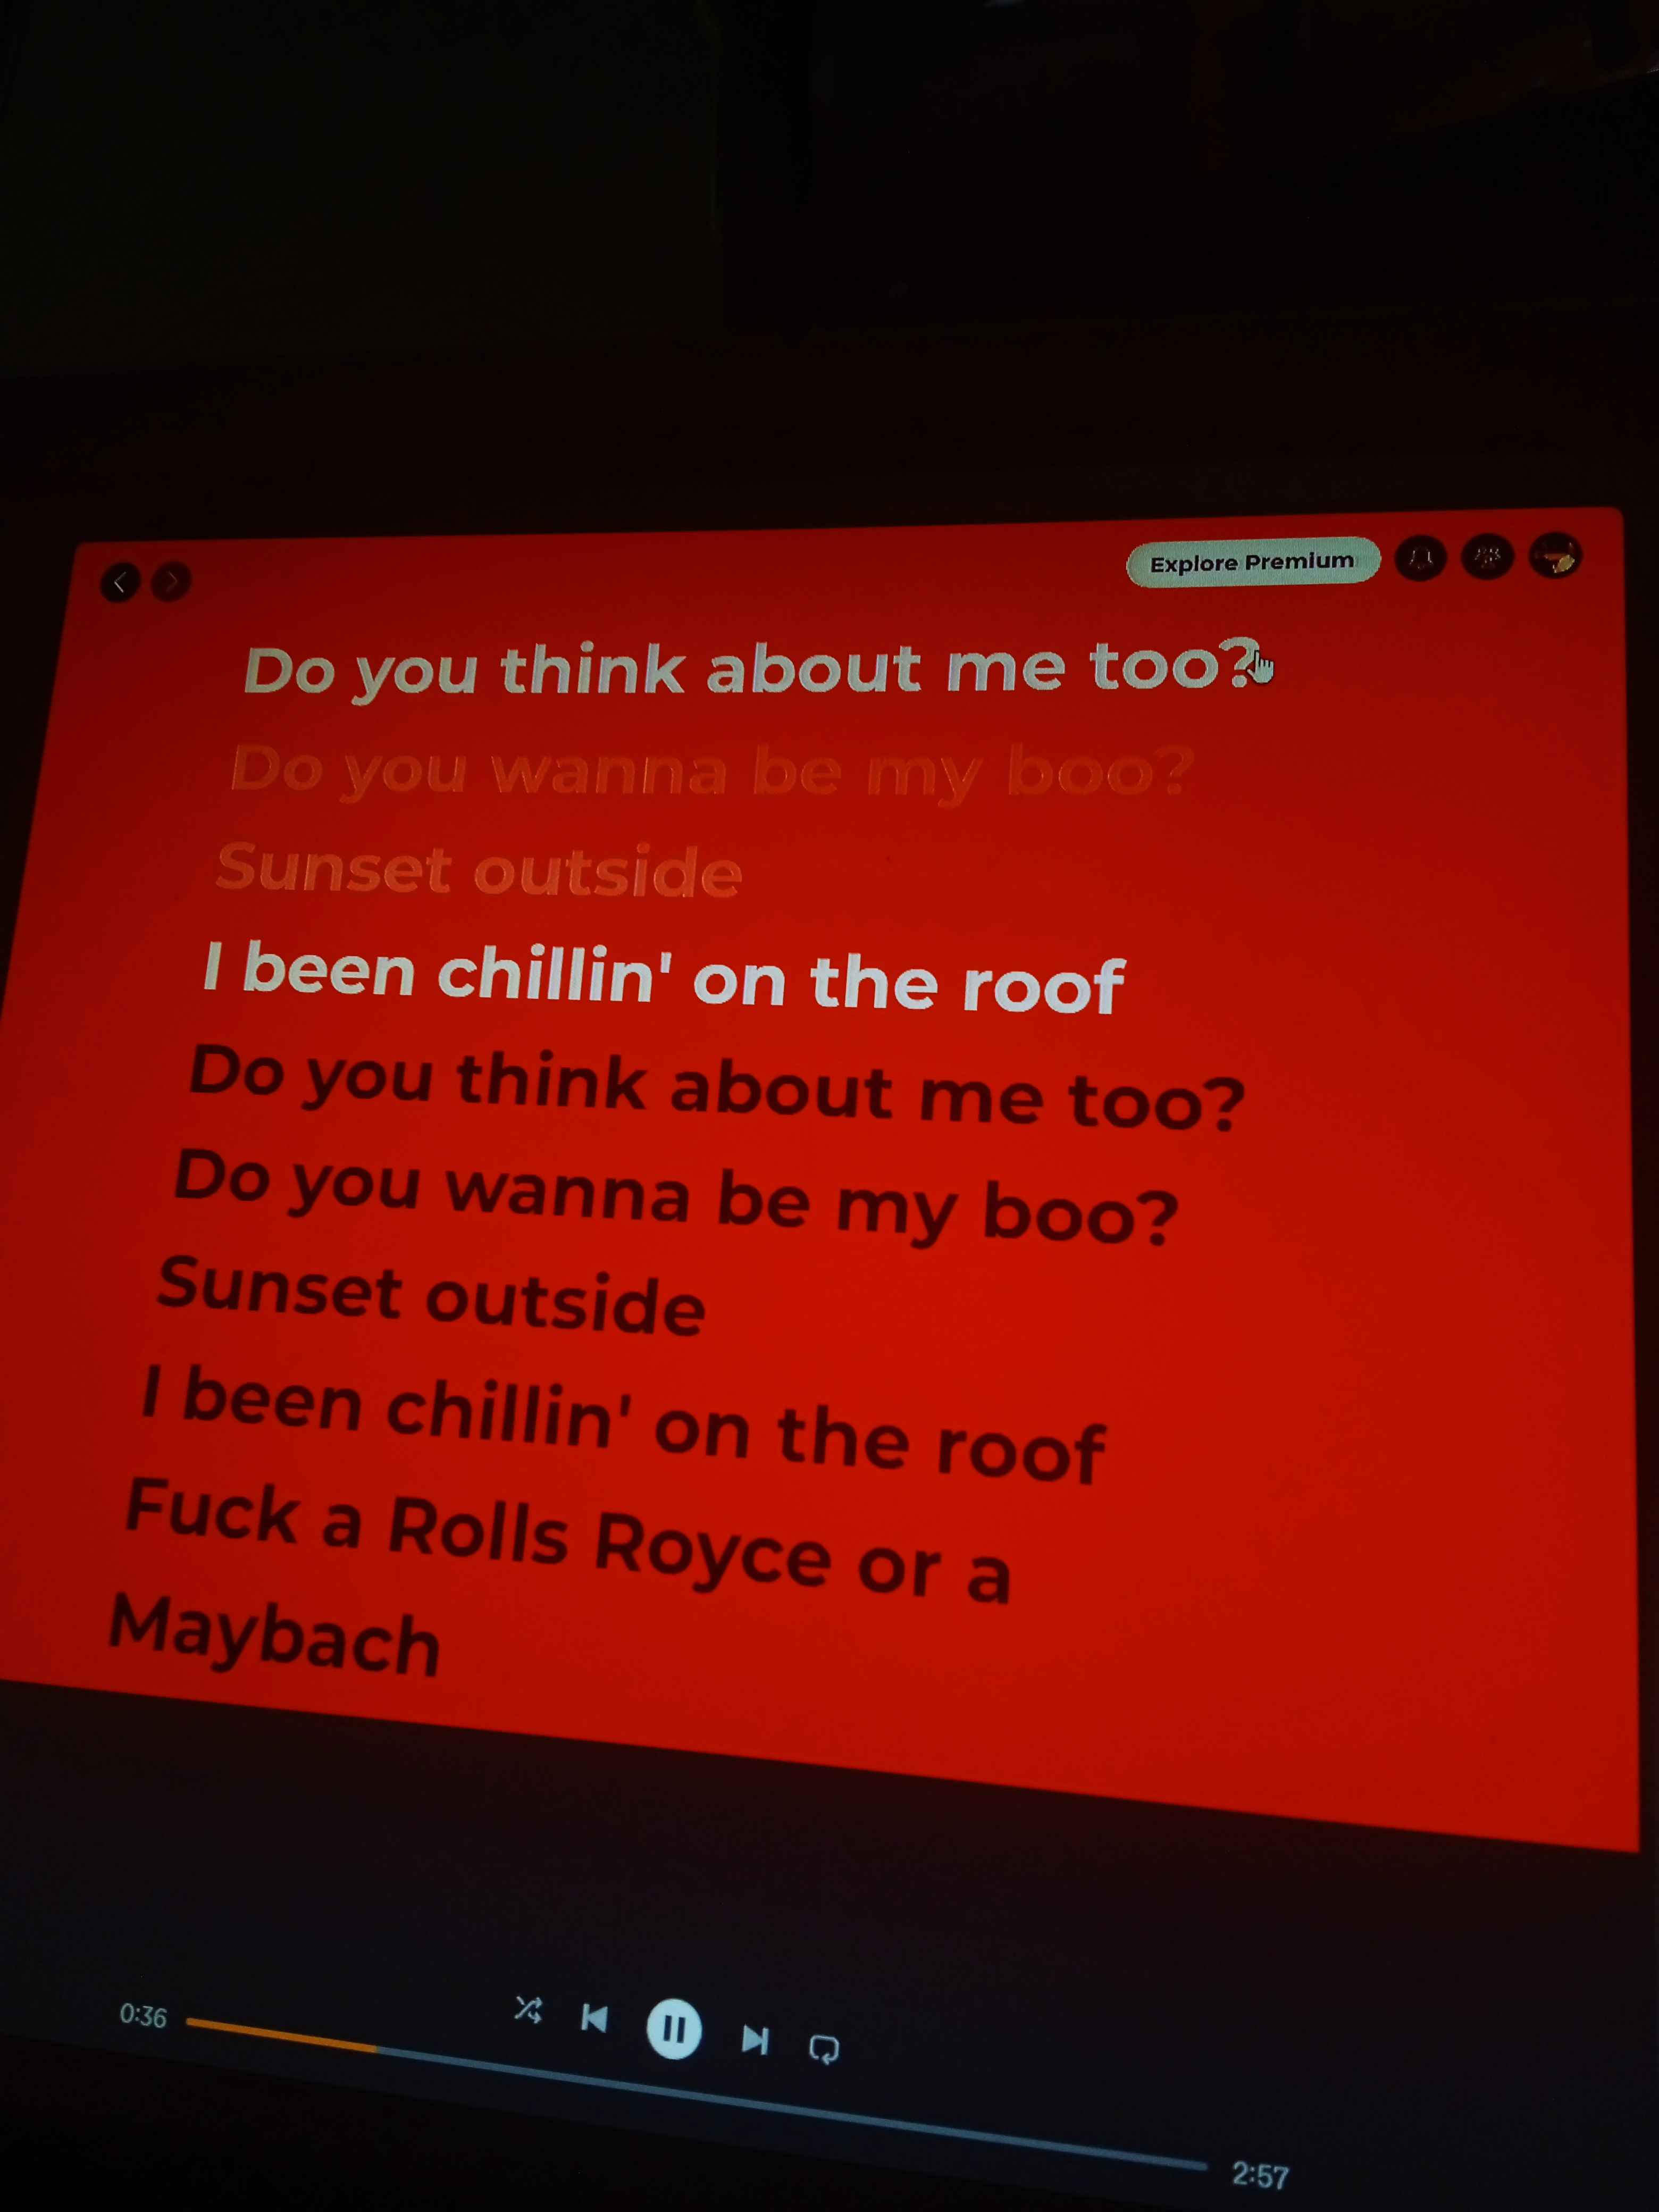 Explore Premium
Do you think about me too?
Do you wanna be my boo?
Sunset outside
I been chillin' on the roof
Do you think about me too?
Do you wanna be my boo?
Sunset outside
I been chillin' on the roof
Fuck a Rolls Royce or a
Maybach
0:36
2:57